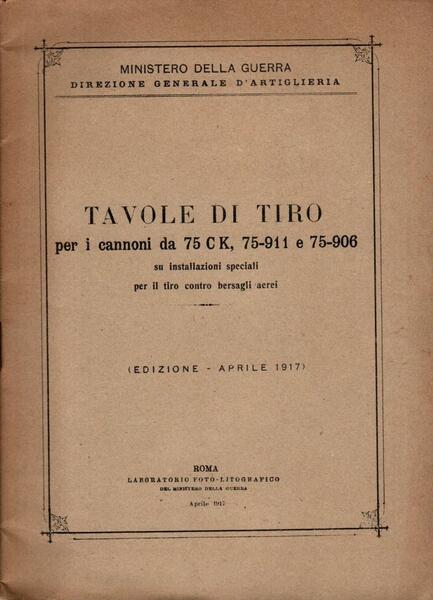 MINISTERO DELLA GUERRA
DIREZIONE GENERALE D'ARTIGLIERIA
TAVOLE DI TIRO
per i cannoni da 75 CK, 75-911 e 75-906
su installazioni speciali
per il tiro contro bersagli aerei
(EDIZIONE - APRILE 1917)
ROMA
LABORATORIO FOTO-LITOGRAFICO
DEL MINISTERO DELLA GUERRA
Aprile 1917